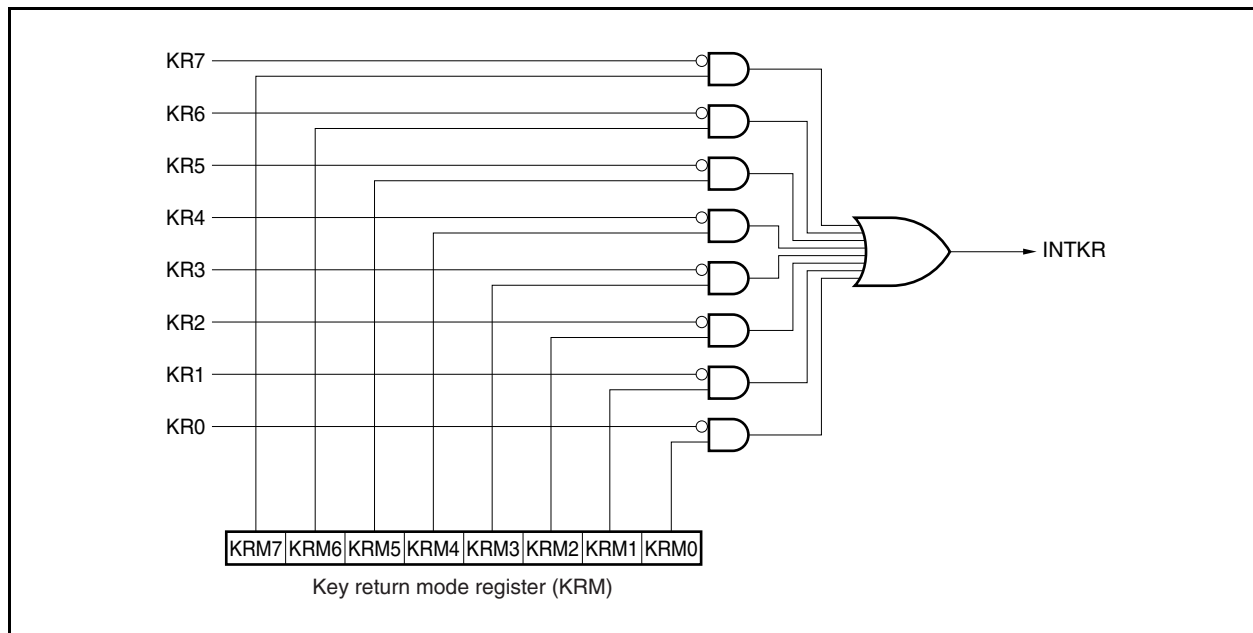 KR7
KR6
KR5
KR4
KR3
INTKR
KR2
KR1
KR0
KRM7 KRM6 KRM5 KRM4 KRM3 KRM2 KRM1 KRM0
Key return mode register (KRM)